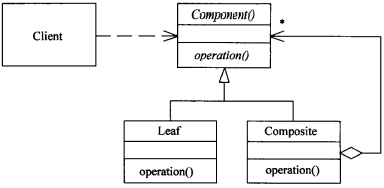 Component()
*
Client
operation()
Leaf
Composite
operation()
operation()